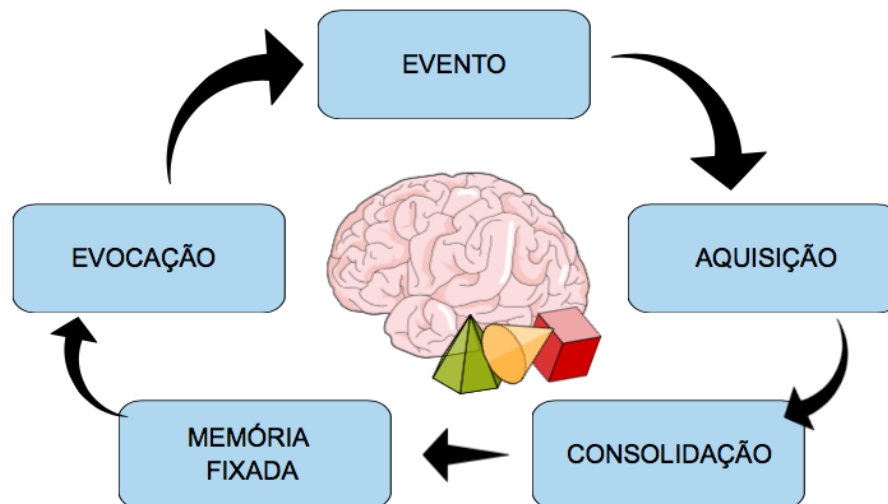 EVENTO
EVOCAÇÃO
AQUISIÇÃO
MEMÓRIA
FIXADA
CONSOLIDAÇÃO